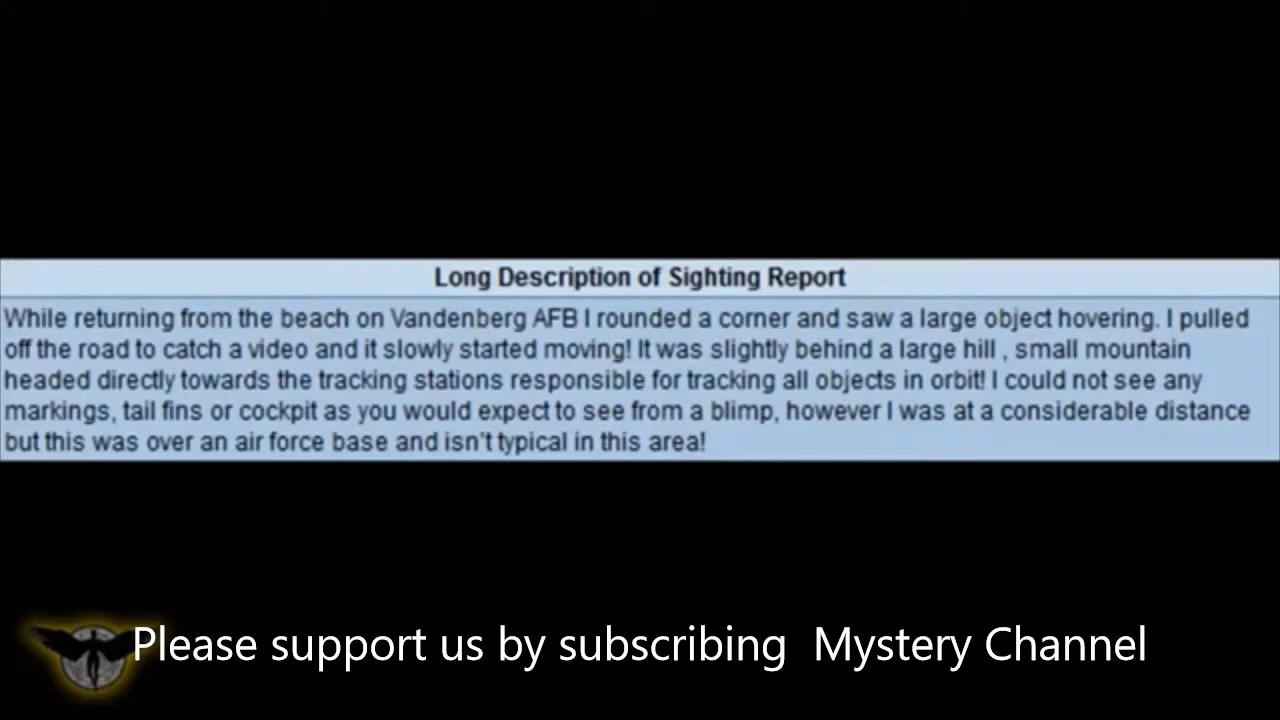 Long Description of Sighting Report
While returning from the beach on Vandenberg AFB I rounded a corner and saw a large object hovering. I pulled
off the road to catch a video and it slowly started moving! It was slightly behind a large hill , small mountain
headed directly towards the tracking stations responsible for tracking all objects in orbit! I could not see any
markings, tail fins or cockpit as you would expect to see from a blimp, however I was at a considerable distance
but this was over an air force base and isn't typical in this area!
Please support us by subscribing  Mystery Channel